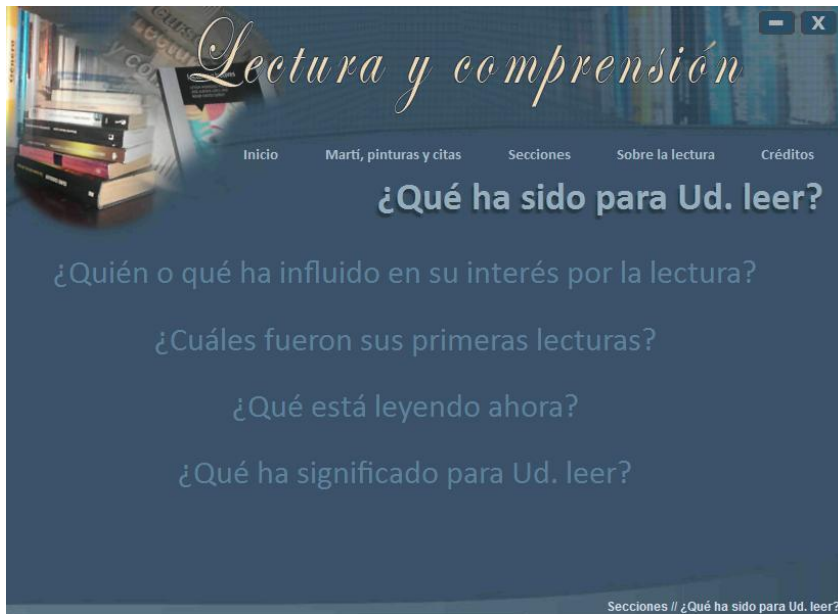 Lectura y comprensión
Inicio Martí, pinturas y citas Secciones Sobre la lectura Créditos
¿Qué ha sido para Ud. leer?
¿Quién o qué ha influido en su interés por la lectura?
¿Cuáles fueron sus primeras lecturas?
¿Qué está leyendo ahora?
¿Qué ha significado para Ud. leer?
Secciones // ¿Qué ha sido para Ud. leer?